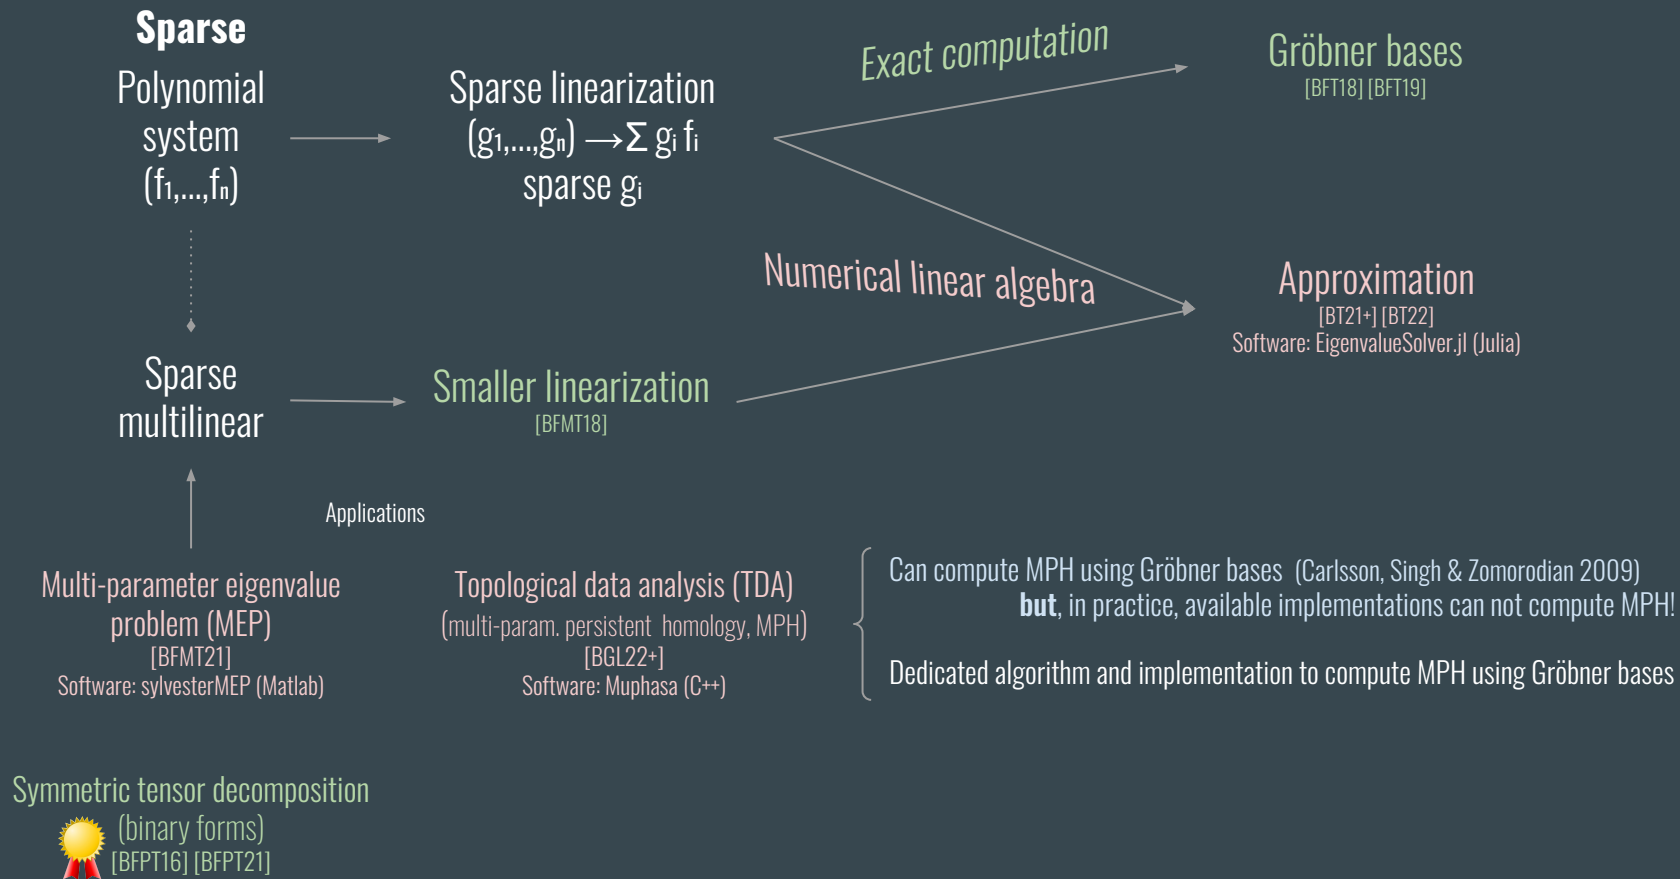 Sparse
Polynomial
system
(f₁,...,fₙ)
Sparse linearization
(g₁,...,gₙ) →Σ gᵢ fᵢ
sparse gᵢ
Exact computation
Gröbner bases
[BFT18] [BFT19]
Numerical linear algebra
Approximation
[BT21+] [BT22]
Software: EigenvalueSolver.jl (Julia)
Sparse
multilinear
Smaller linearization
[BFMT18]
Applications
Multi-parameter eigenvalue
problem (MEP)
[BFMT21]
Software: sylvesterMEP (Matlab)
Topological data analysis (TDA)
(multi-param. persistent homology, MPH)
[BGL22+]
Software: Muphasa (C++)
Can compute MPH using Gröbner bases (Carlsson, Singh & Zomorodian 2009)
but, in practice, available implementations can not compute MPH!
Dedicated algorithm and implementation to compute MPH using Gröbner bases
Symmetric tensor decomposition
(binary forms)
[BFPT16] [BFPT21]